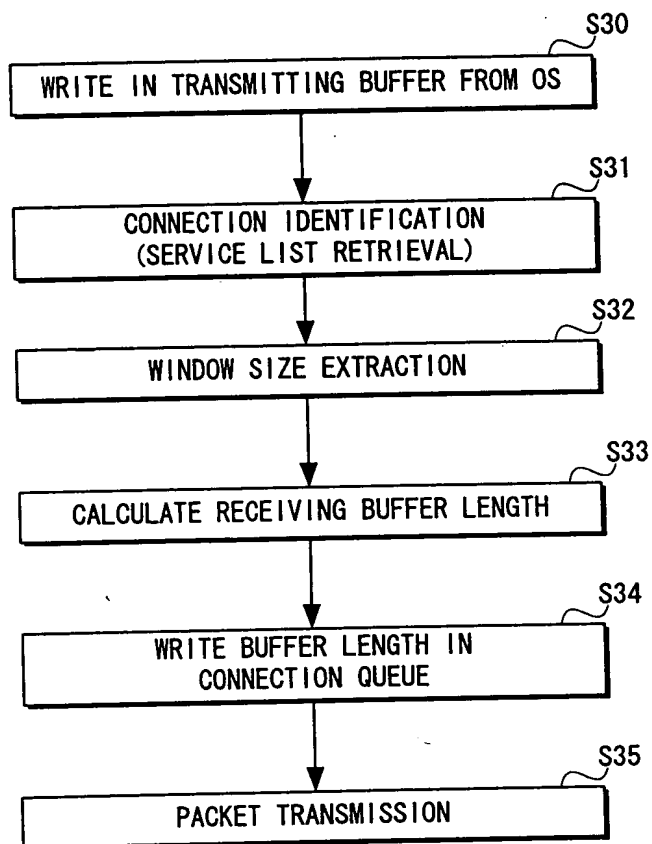 S30
WRITE IN TRANSMITTING BUFFER FROM OS
S31
CONNECTION IDENTIFICATION
(SERVICE LIST RETRIEVAL)
S32
WINDOW SIZE EXTRACTION
S33
CALCULATE RECEIVING BUFFER LENGTH
S34
WRITE BUFFER LENGTH IN
CONNECTION QUEUE
S35
PACKET TRANSMISSION